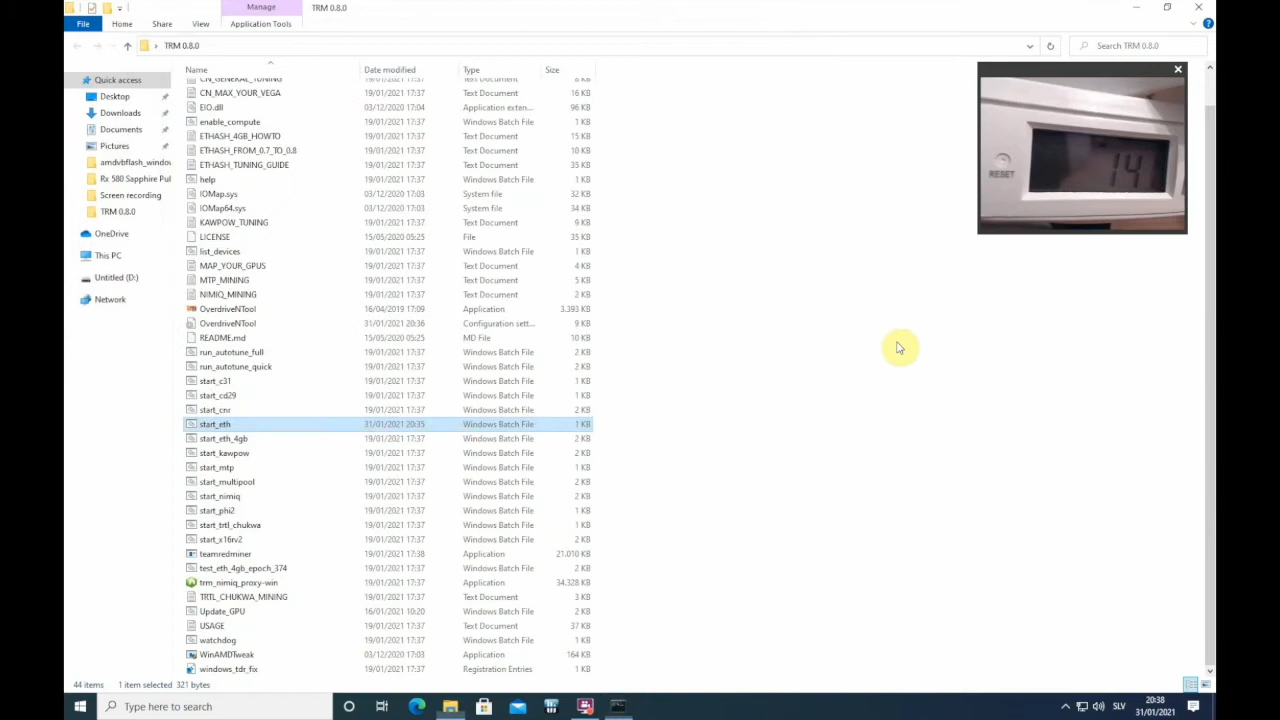 Manage
TRM 0.8.0
File
Home
Share
View
Application Tools
TRM 0.8.0
Search TRM 0.8.0
Name
Date modified
Type
Size
Quick access
Desktop
Downloads
Documents
Pictures
amdvbflash_window
Rx 580 Sapphire Pul
Screen recording
TRM 0.8.0
OneDrive
This PC
Untitled (D:)
Network
CN_GENERAL_TUNING 19/01/2021 17:37 Text Document 8 KB
CN_MAX_YOUR_VEGA 19/01/2021 17:37 Text Document 16 KB
EIO.dll 03/12/2020 17:04 Application exten... 96 KB
enable_compute 19/01/2021 17:37 Windows Batch File 1 KB
ETHASH_4GB_HOWTO 19/01/2021 17:37 Text Document 15 KB
ETHASH_FROM_0.7_TO_0.8 19/01/2021 17:37 Text Document 10 KB
ETHASH_TUNING_GUIDE 19/01/2021 17:37 Text Document 35 KB
help 19/01/2021 17:37 Windows Batch File 1 KB
IOMap.sys 03/12/2020 17:03 System file 32 KB
IOMap64.sys 03/12/2020 17:03 System file 34 KB
KAWPOW_TUNING 19/01/2021 17:37 Text Document 9 KB
LICENSE 15/05/2020 05:25 File 35 KB
list_devices 19/01/2021 17:37 Windows Batch File 1 KB
MAP_YOUR_GPUS 19/01/2021 17:37 Text Document 4 KB
MTP_MINING 19/01/2021 17:37 Text Document 5 KB
NIMIQ_MINING 19/01/2021 17:37 Text Document 2 KB
OverdriveNTool 16/04/2019 17:09 Application 3.393 KB
OverdriveNTool 31/01/2021 20:36 Configuration sett... 9 KB
README.md 15/05/2020 05:25 MD File 10 KB
run_autotune_full 19/01/2021 17:37 Windows Batch File 2 KB
run_autotune_quick 19/01/2021 17:37 Windows Batch File 2 KB
start_c31 19/01/2021 17:37 Windows Batch File 1 KB
start_cd29 19/01/2021 17:37 Windows Batch File 1 KB
start_cnr 19/01/2021 17:37 Windows Batch File 2 KB
start_eth 31/01/2021 20:35 Windows Batch File 1 KB
start_eth_4gb 19/01/2021 17:37 Windows Batch File 2 KB
start_kawpow 19/01/2021 17:37 Windows Batch File 2 KB
start_mtp 19/01/2021 17:37 Windows Batch File 2 KB
start_multipool 19/01/2021 17:37 Windows Batch File 2 KB
start_nimiq 19/01/2021 17:37 Windows Batch File 2 KB
start_phi2 19/01/2021 17:37 Windows Batch File 2 KB
start_trtl_chukwa 19/01/2021 17:37 Windows Batch File 2 KB
start_x16rv2 19/01/2021 17:37 Windows Batch File 2 KB
teamredminer 19/01/2021 17:38 Application 21.010 KB
test_eth_4gb_epoch_374 19/01/2021 17:37 Windows Batch File 2 KB
trm_nimiq_proxy-win 19/01/2021 17:37 Application 34.328 KB
TRTL_CHUKWA_MINING 19/01/2021 17:37 Text Document 3 KB
Update_GPU 16/01/2021 10:20 Windows Batch File 2 KB
USAGE 19/01/2021 17:37 Text Document 37 KB
watchdog 19/01/2021 17:37 Windows Batch File 2 KB
WinAMDTweak 03/12/2020 17:03 Application 164 KB
windows_tdr_fix 19/01/2021 17:37 Registration Entries 1 KB
RESET
14
44 items 1 item selected 321 bytes
Type here to search
SLV
20:38
31/01/2021